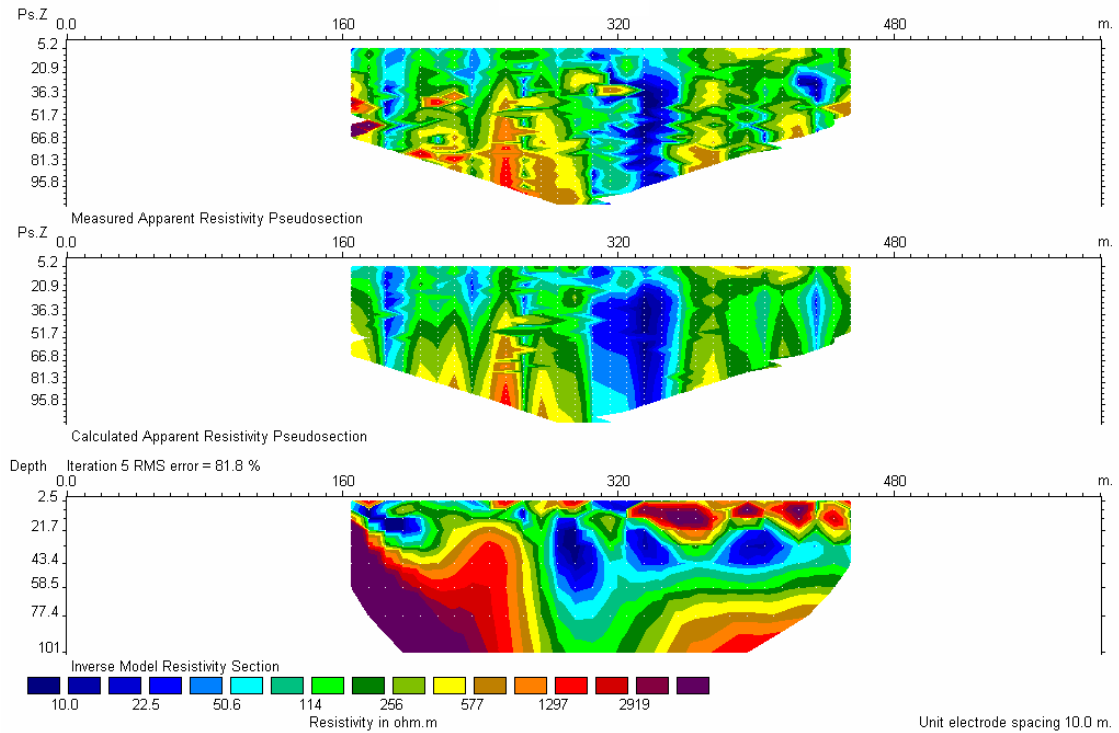 Ps.Z 0.0 160 320 480 m.
5.2
20.9
36.3
51.7
66.8
81.3
95.8
Measured Apparent Resistivity Pseudosection
Ps.Z 0.0 160 320 480 m.
5.2
20.9
36.3
51.7
66.8
81.3
95.8
Calculated Apparent Resistivity Pseudosection
Depth Iteration 5 RMS error = 81.8 %
0.0 160 320 480 m.
2.5
21.7
43.4
58.5
77.4
101
Inverse Model Resistivity Section
10.0 22.5 50.6 114 256 577 1297 2919
Resistivity in ohm.m
Unit electrode spacing 10.0 m.